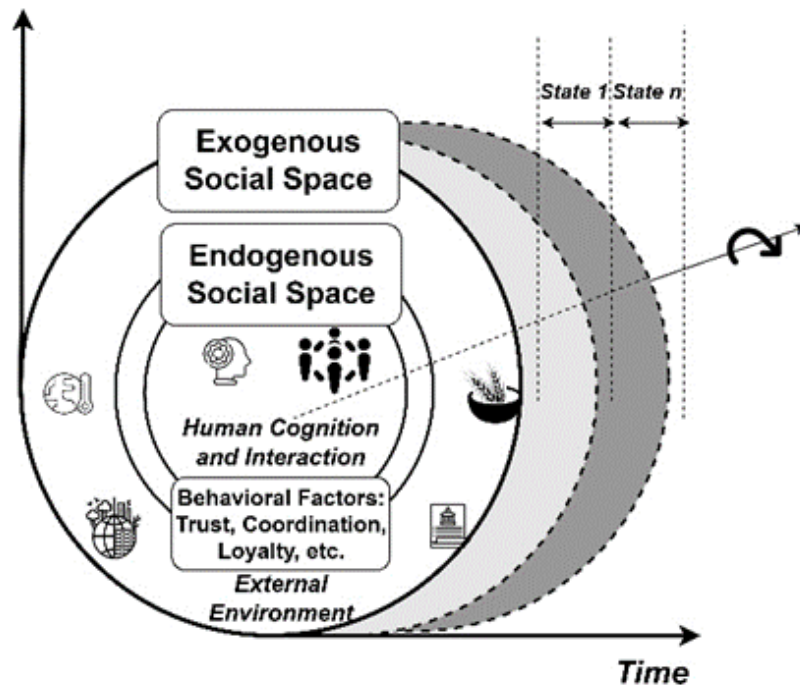 State 1 State n
Exogenous
Social Space
Endogenous
Social Space
Human Cognition
and Interaction
Behavioral Factors:
Trust, Coordination,
Loyalty, etc.
External
Environment
Time